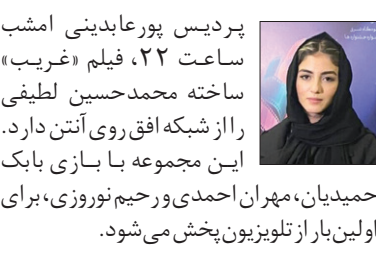 پردیس پورعابدینی امشب
ساعت ۲۲، فیلم «غریب»
ساخته محمدحسین لطیفی
را از شبکه افق روی آنتن دارد.
این مجموعه با بازی بابک
حمیدیان، مهران احمدی و رحیم نوروزی، برای
اولین‌بار از تلویزیون پخش می‌شود.